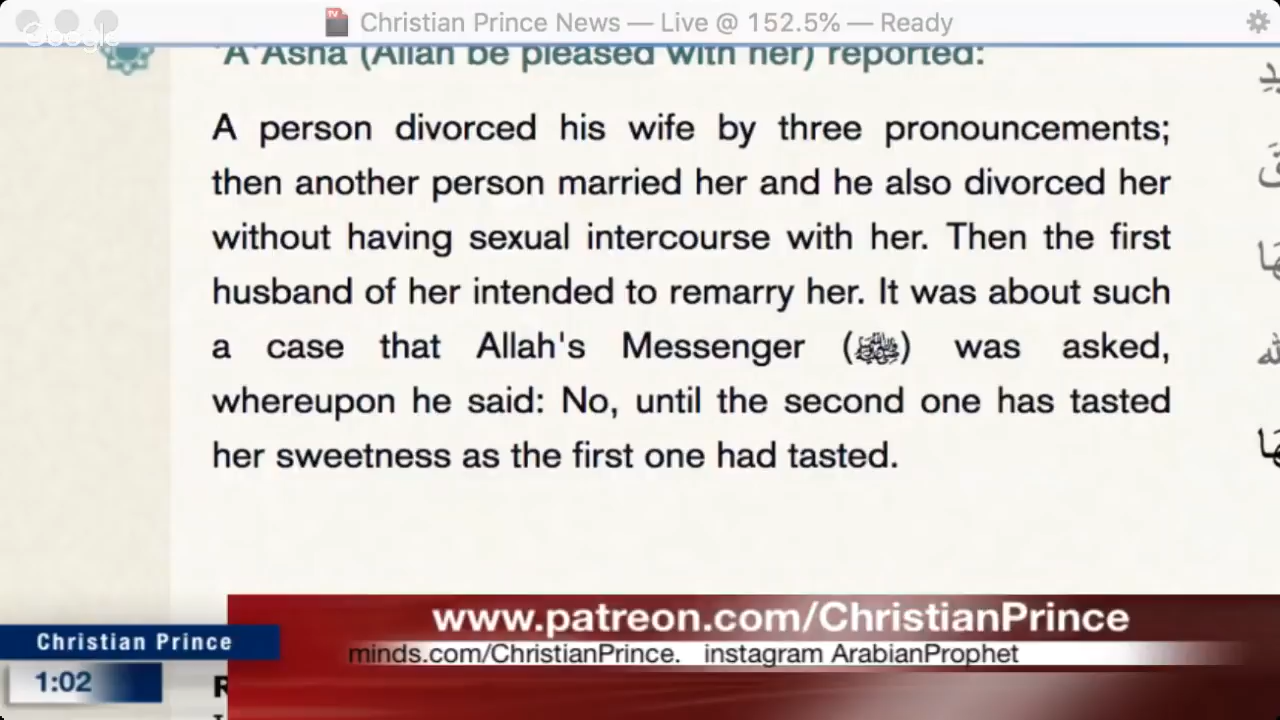 Christian Prince News — Live @ 152.5% — Ready
Google
'A'Asha (Allah be pleased with her) reported:
A person divorced his wife by three pronouncements;
then another person married her and he also divorced her
without having sexual intercourse with her. Then the first
husband of her intended to remarry her. It was about such
a case that Allah's Messenger (ﷺ) was asked,
whereupon he said: No, until the second one has tasted
her sweetness as the first one had tasted.
www.patreon.com/ChristianPrince
Christian Prince
minds.com/ChristianPrince. instagram ArabianProphet
1:02